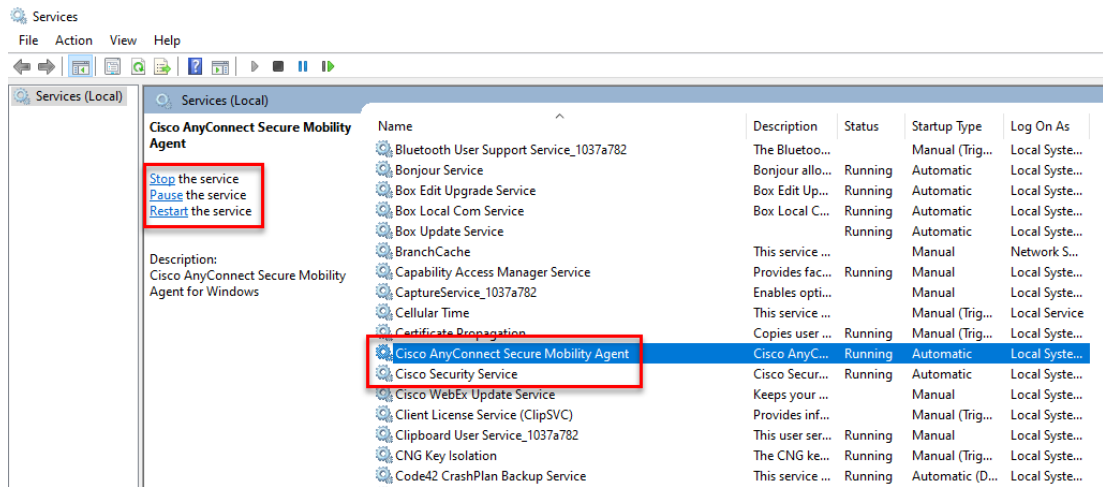 Services
File Action View Help
Services (Local)
Services (Local)
Cisco AnyConnect Secure Mobility
Agent
Stop the service
Pause the service
Restart the service
Description:
Cisco AnyConnect Secure Mobility
Agent for Windows
Name Description Status Startup Type Log On As
Bluetooth User Support Service_1037a782 The Bluetoo... Manual (Trig... Local Syste...
Bonjour Service Bonjour allo... Running Automatic Local Syste...
Box Edit Upgrade Service Box Edit Up... Running Automatic Local Syste...
Box Local Com Service Box Local C... Running Automatic Local Syste...
Box Update Service Running Automatic Local Syste...
BranchCache This service ... Manual Network S...
Capability Access Manager Service Provides fac... Running Manual Local Syste...
CaptureService_1037a782 Enables opti... Manual Local Syste...
Cellular Time This service ... Manual (Trig... Local Service
Certificate Propagation Copies user ... Running Manual (Trig... Local Syste...
Cisco AnyConnect Secure Mobility Agent Cisco AnyC... Running Automatic Local Syste...
Cisco Security Service Cisco Secur... Running Automatic Local Syste...
Cisco WebEx Update Service Keeps your ... Manual Local Syste...
Client License Service (ClipSVC) Provides inf... Manual (Trig... Local Syste...
Clipboard User Service_1037a782 This user ser... Running Manual Local Syste...
CNG Key Isolation The CNG ke... Running Manual (Trig... Local Syste...
Code42 CrashPlan Backup Service This service ... Running Automatic (D... Local Syste...